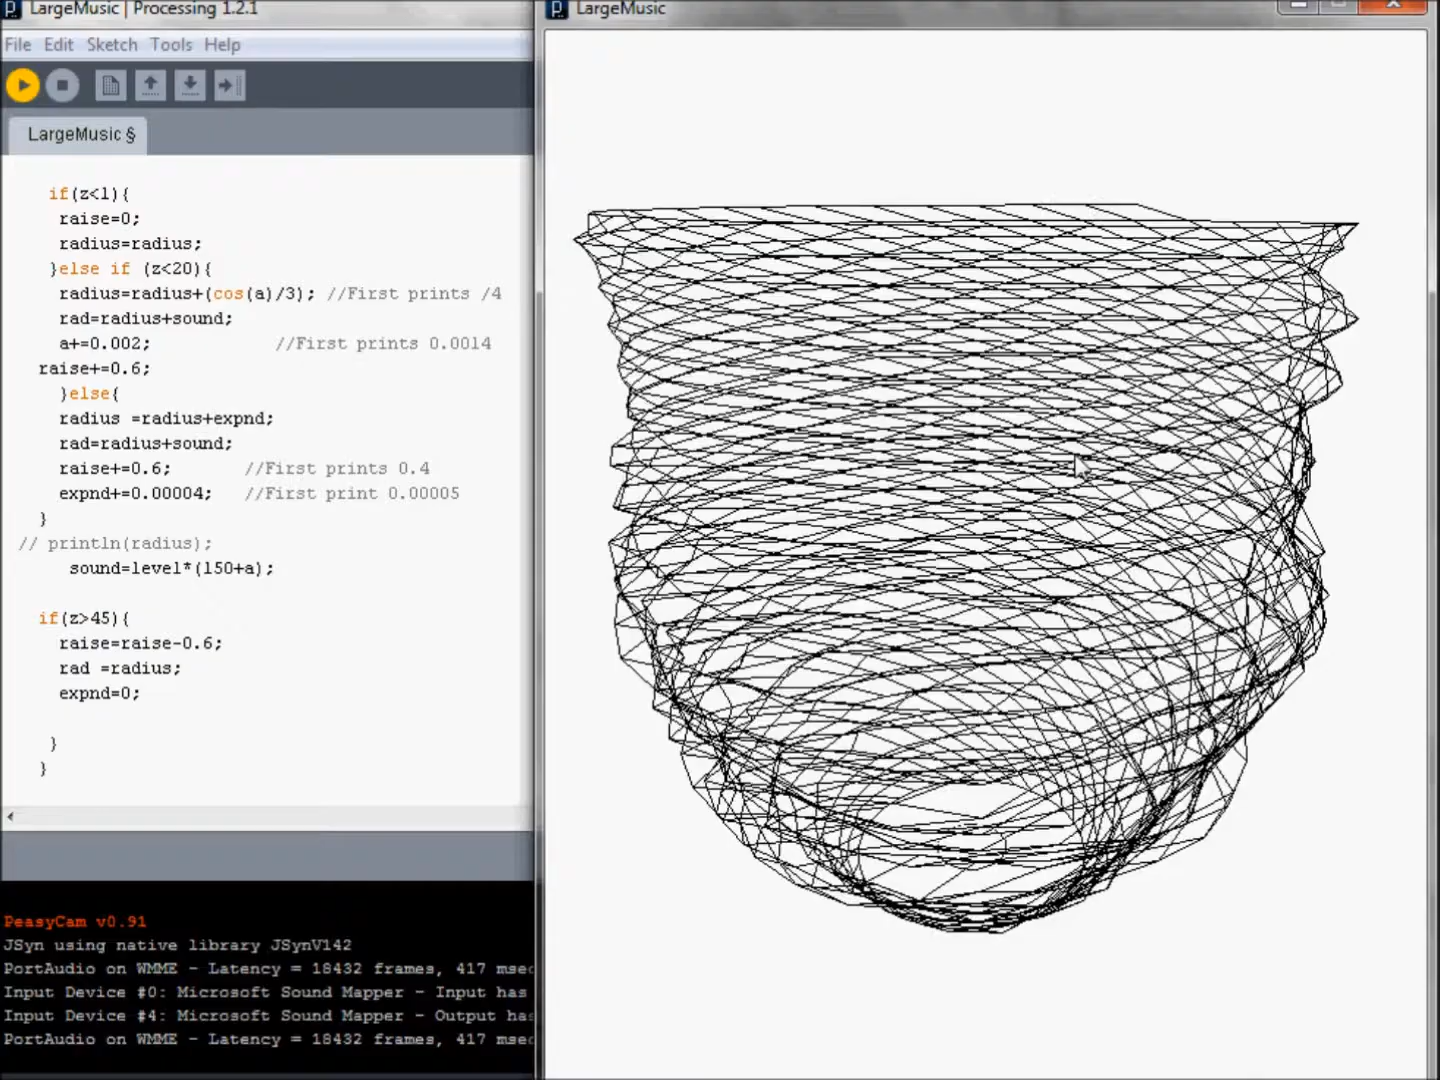 LargeMusic | Processing 1.2.1
File Edit Sketch Tools Help
LargeMusic §
if(z<1){
raise=0;
radius=radius;
}else if (z<20){
radius=radius+(cos(a)/3); //First prints /4
rad=radius+sound;
a+=0.002; //First prints 0.0014
raise+=0.6;
}else{
radius =radius+expnd;
rad=radius+sound;
raise+=0.6; //First prints 0.4
expnd+=0.00004; //First print 0.00005
}
// println(radius);
sound=level*(150+a);
if(z>45){
raise=raise-0.6;
rad =radius;
expnd=0;
}
}
PeasyCam v0.91
JSyn using native library JSynV142
PortAudio on WMME - Latency = 18432 frames, 417 msec
Input Device #0: Microsoft Sound Mapper - Input has
Input Device #4: Microsoft Sound Mapper - Output has
PortAudio on WMME - Latency = 18432 frames, 417 msec
LargeMusic